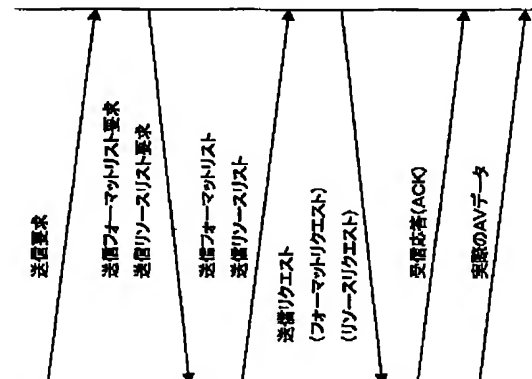 送信要求
送信フォーマットリスト要求
送信リソースリスト要求
送信フォーマットリスト
送信リソースリスト
送信リクエスト
(フォーマットリクエスト)
(リソースリクエスト)
受信応答(ACK)
実際のAVデータ